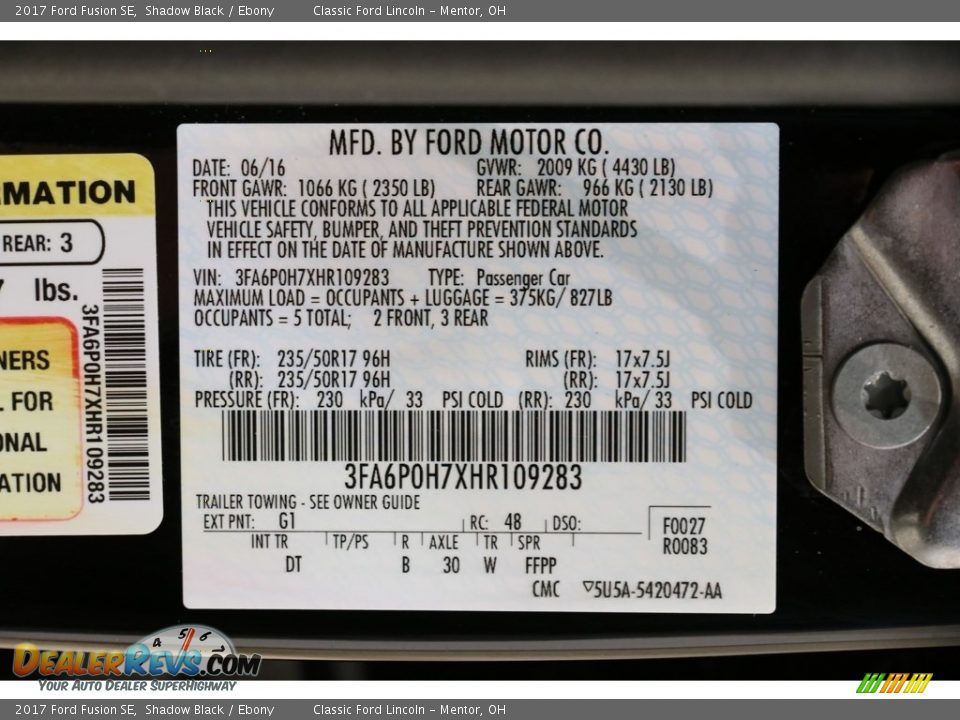 2017 Ford Fusion SE, Shadow Black / Ebony Classic Ford Lincoln - Mentor, OH
MFD. BY FORD MOTOR CO.
DATE: 06/16 GVWR: 2009 KG ( 4430 LB)
FRONT GAWR: 1066 KG ( 2350 LB) REAR GAWR: 966 KG ( 2130 LB)
THIS VEHICLE CONFORMS TO ALL APPLICABLE FEDERAL MOTOR
VEHICLE SAFETY, BUMPER, AND THEFT PREVENTION STANDARDS
IN EFFECT ON THE DATE OF MANUFACTURE SHOWN ABOVE.
VIN: 3FA6P0H7XHR109283 TYPE: Passenger Car
MAXIMUM LOAD = OCCUPANTS + LUGGAGE = 375KG/ 827LB
OCCUPANTS = 5 TOTAL; 2 FRONT, 3 REAR
TIRE (FR): 235/50R17 96H RIMS (FR): 17x7.5J
(RR): 235/50R17 96H (RR): 17x7.5J
PRESSURE (FR): 230 kPa/ 33 PSI COLD (RR): 230 kPa/ 33 PSI COLD
3FA6P0H7XHR109283
TRAILER TOWING - SEE OWNER GUIDE
EXT PNT: G1 RC: 48 DSO:
F0027
R0083
INT TR TP/PS R AXLE TR SPR
DT B 30 W FFPP
CMC ▽5U5A-5420472-AA
RMATION
REAR: 3
lbs.
NERS
L FOR
ONAL
ATION
3FA6P0H7XHR109283
4 5 6
DEALERREVS.COM
YOUR AUTO DEALER SUPERHIGHWAY
2017 Ford Fusion SE, Shadow Black / Ebony Classic Ford Lincoln - Mentor, OH